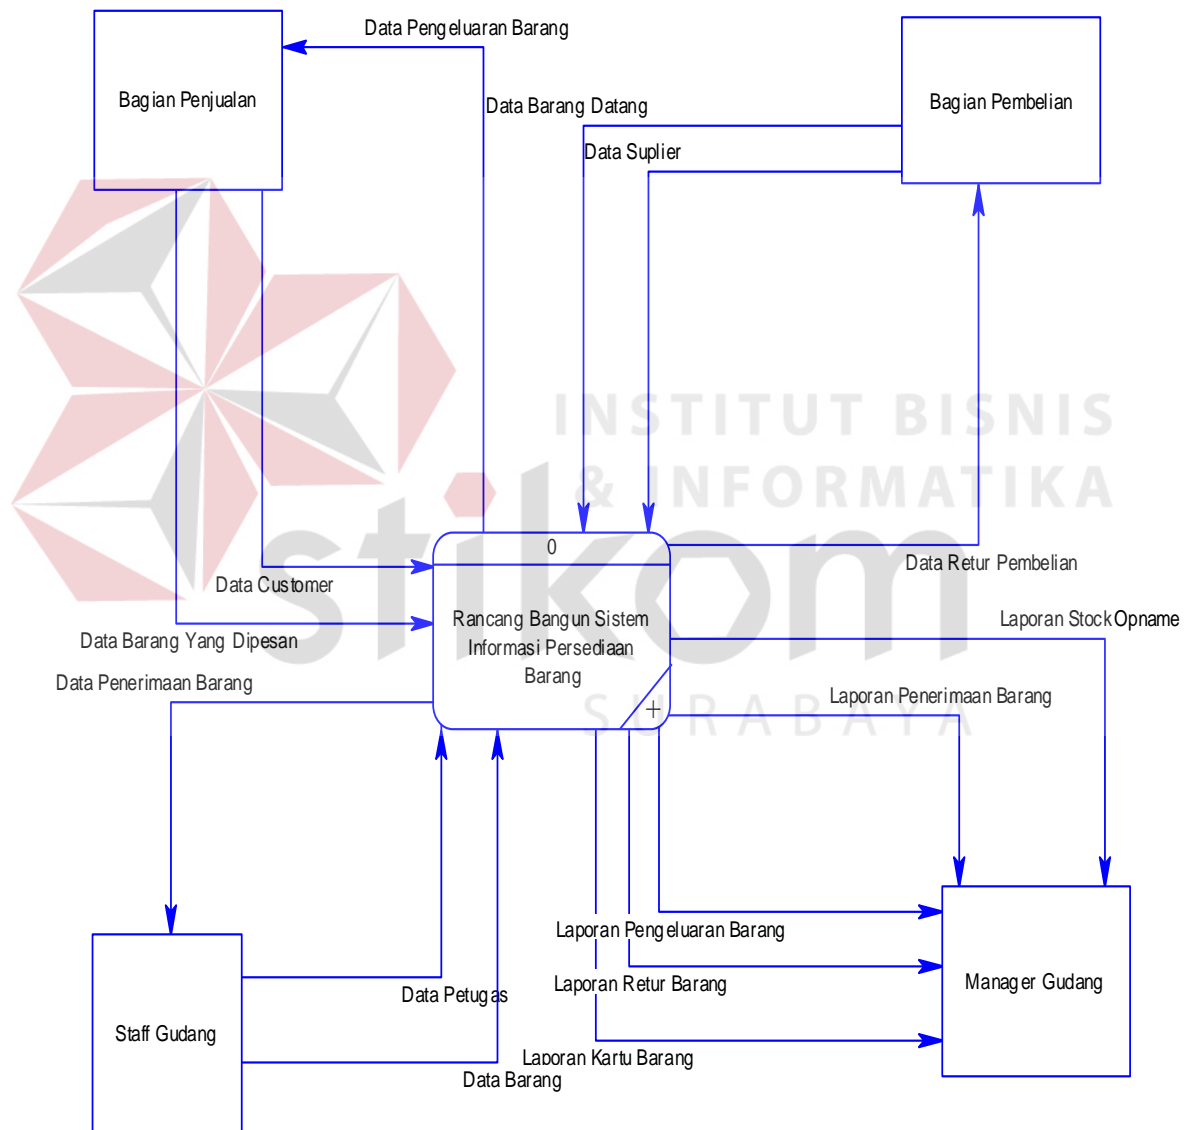 Data Pengeluaran Barang
Bagian Penjualan
Data Barang Datang
Bagian Pembelian
Data Suplier
INSTITUT BISNIS
& INFORMATIKA
stikom
SURABAYA
0
Data Retur Pembelian
Data Customer
Rancang Bangun Sistem
Informasi Persediaan
Barang
+
Laporan Stock Opname
Data Barang Yang Dipesan
Data Penerimaan Barang
Laporan Penerimaan Barang
Laporan Pengeluaran Barang
Laporan Retur Barang
Manager Gudang
Data Petugas
Staff Gudang
Laporan Kartu Barang
Data Barang